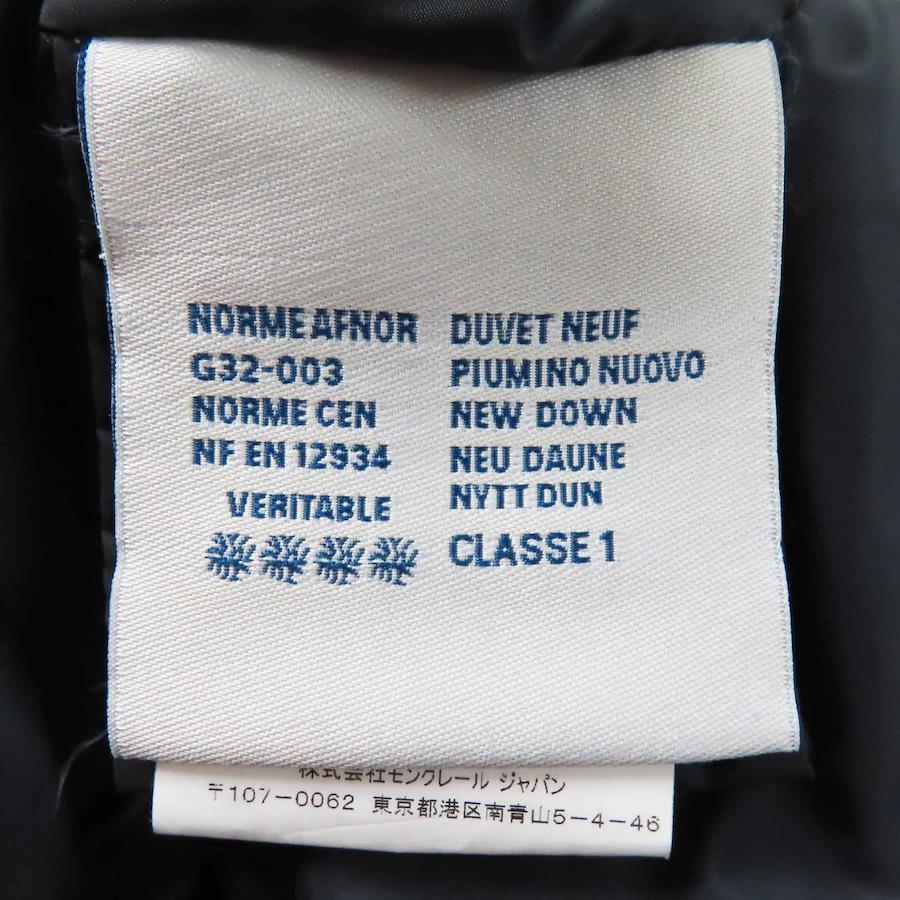 NORME AFNOR
G32-003
NORME CEN
NF EN 12934
VERITABLE
DUVET NEUF
PIUMINO NUOVO
NEW DOWN
NEU DAUNE
NYTT DUN
CLASSE 1
株式会社モンクレール ジャパン
〒107-0062 東京都港区南青山5-4-46